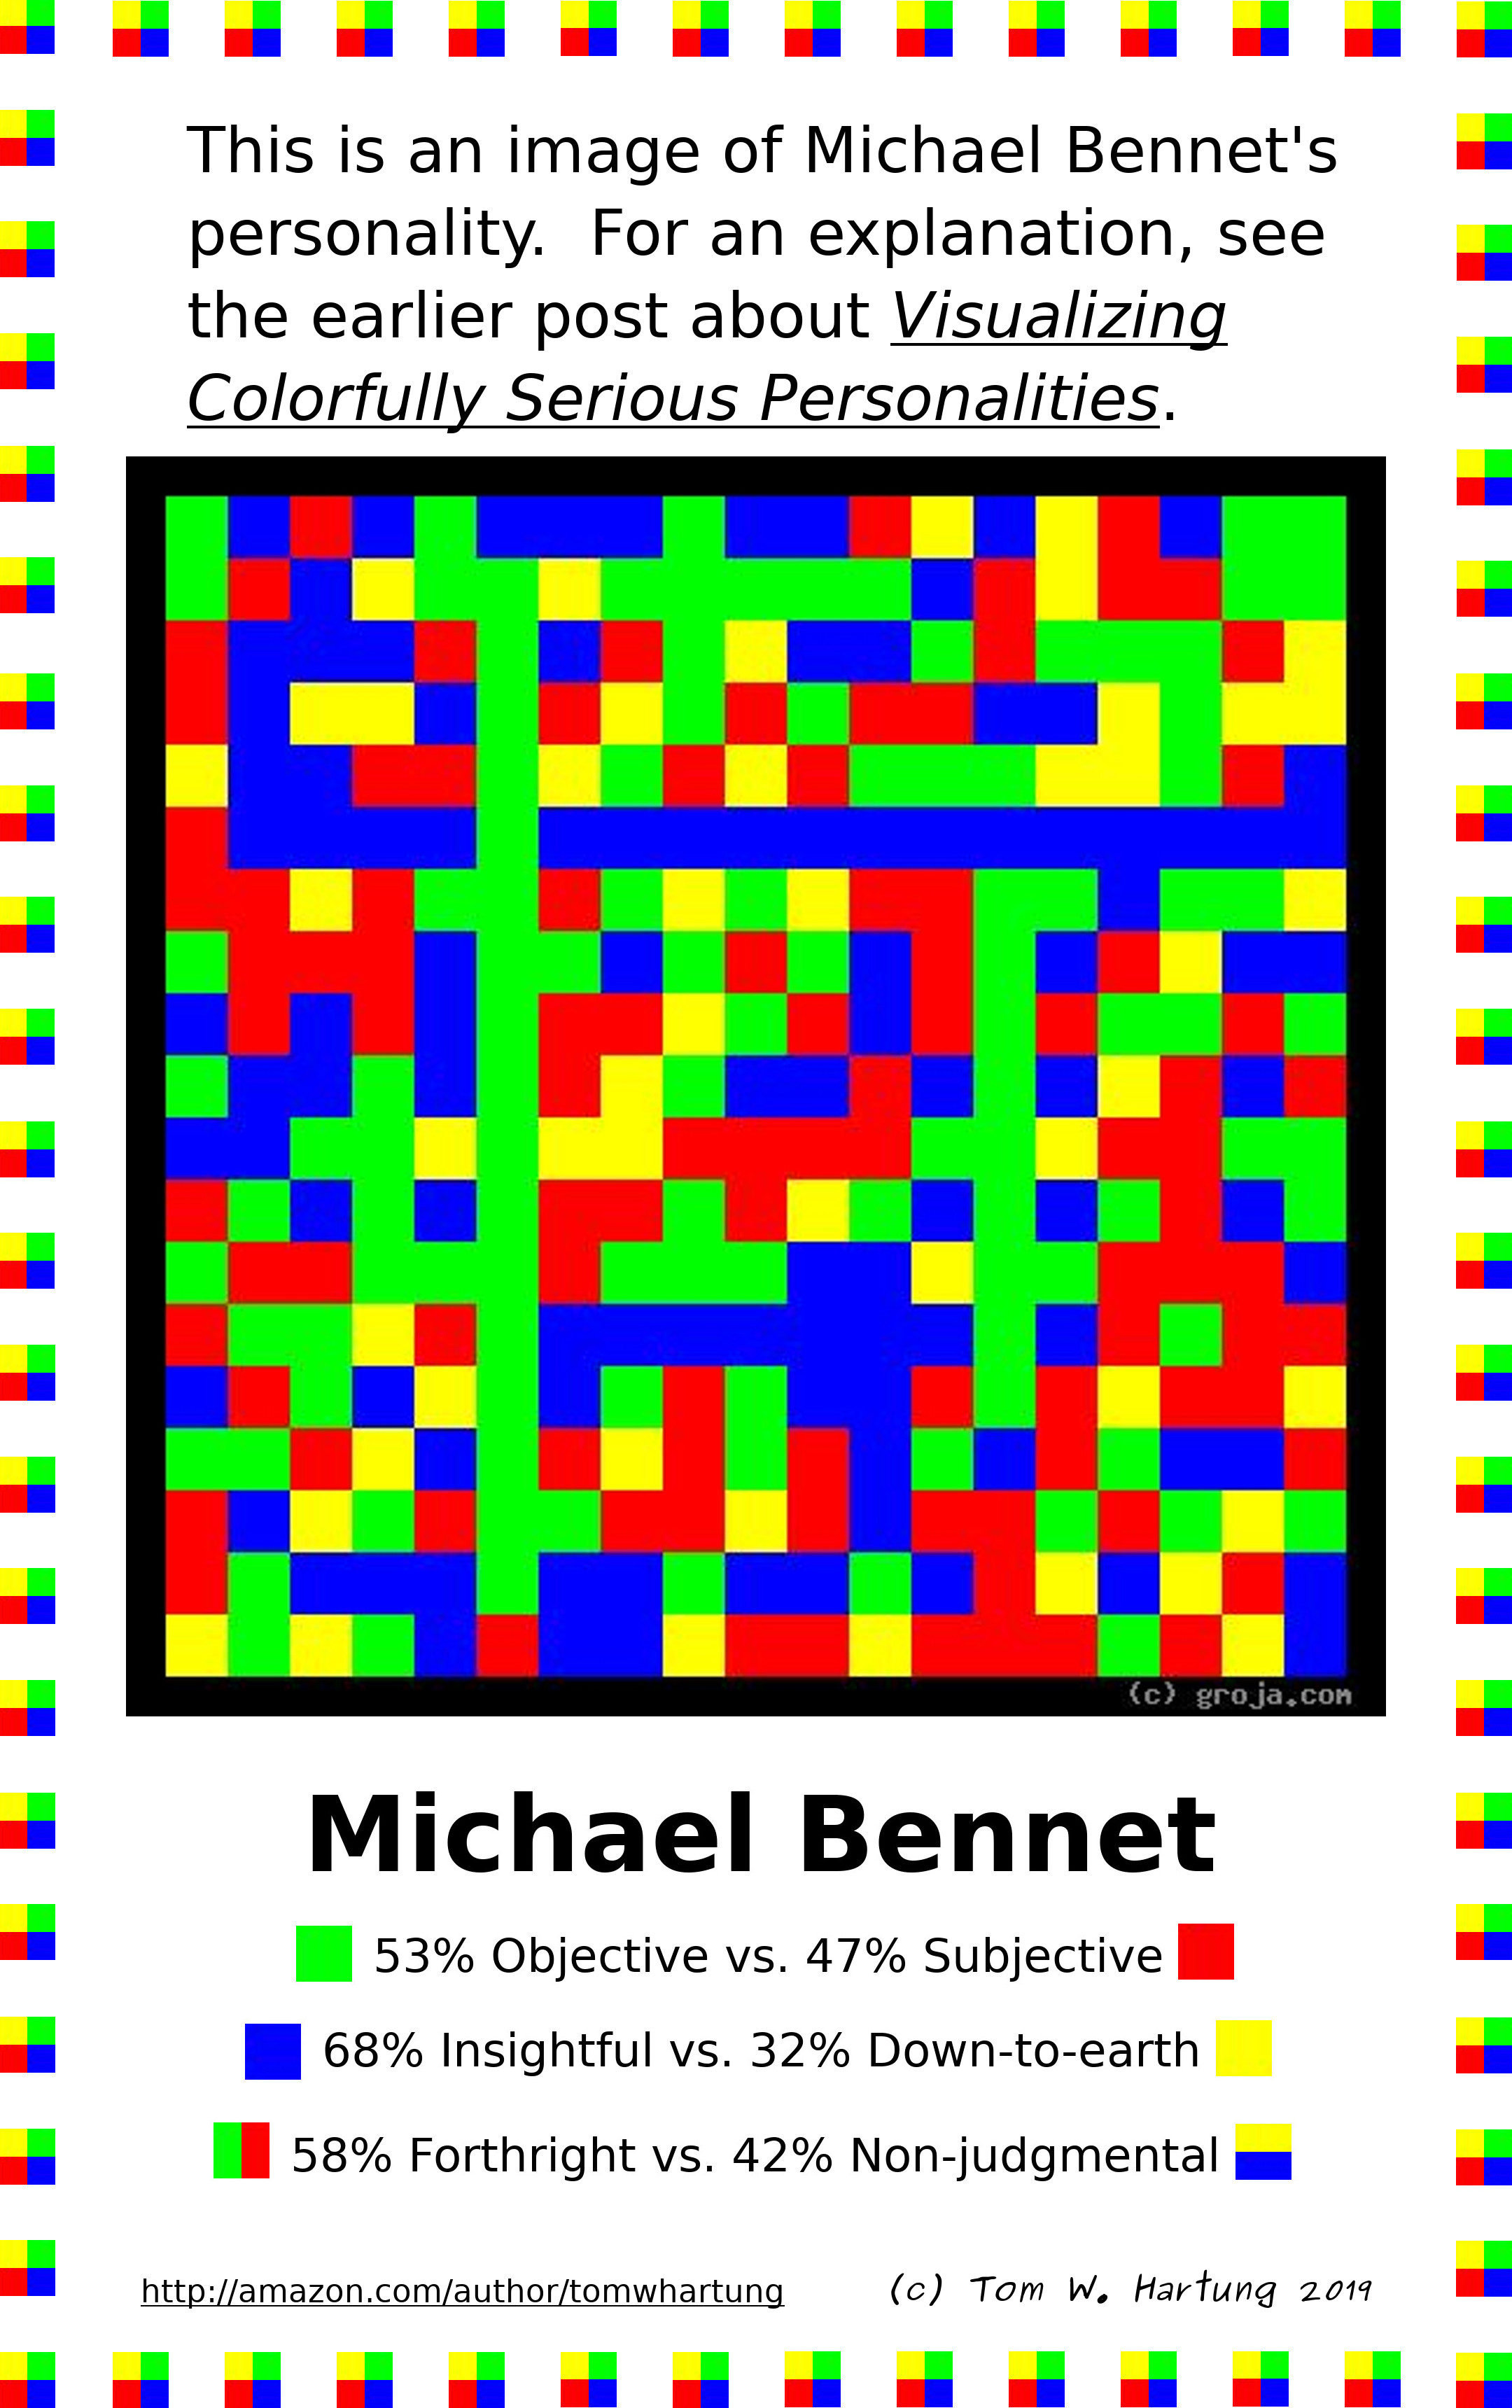 This is an image of Michael Bennet's
personality.  For an explanation, see
the earlier post about Visualizing
Colorfully Serious Personalities.
(c) groja.com
Michael Bennet
53% Objective vs. 47% Subjective
68% Insightful vs. 32% Down-to-earth
58% Forthright vs. 42% Non-judgmental
http://amazon.com/author/tomwhartung
(c) Tom W. Hartung 2019